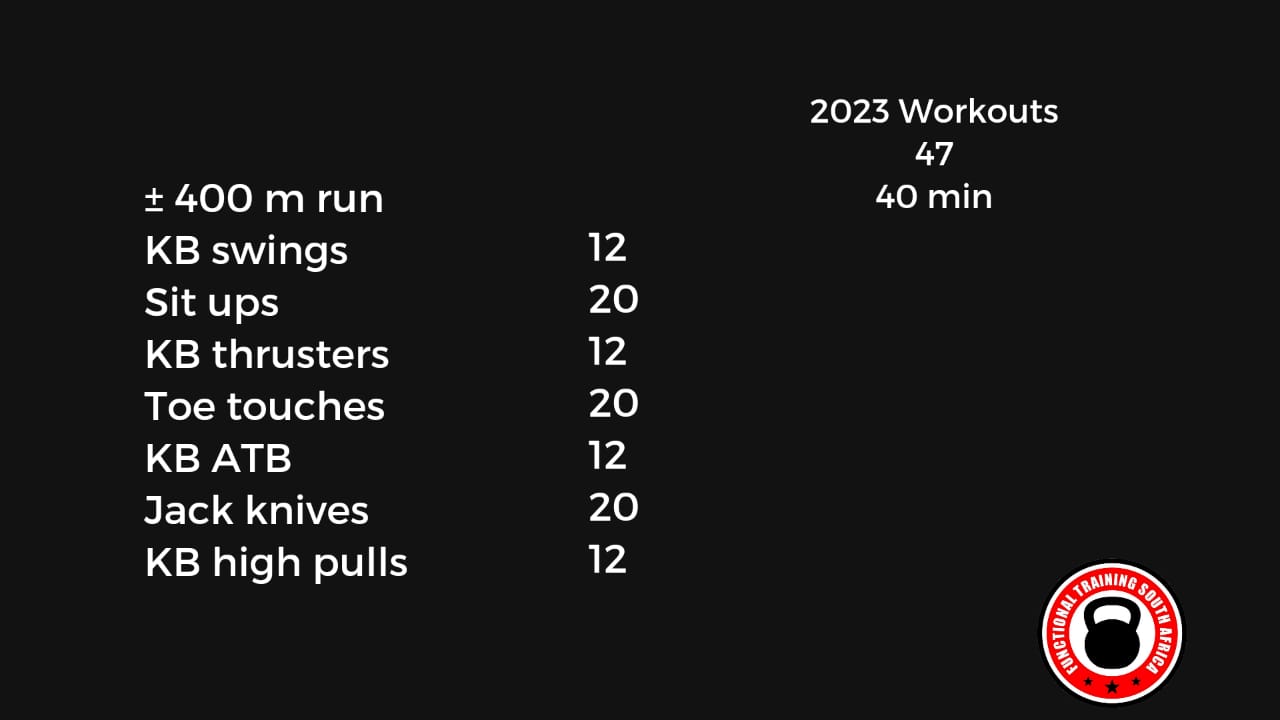 2023 Workouts
47
40 min
± 400 m run
KB swings 12
Sit ups 20
KB thrusters 12
Toe touches 20
KB ATB 12
Jack knives 20
KB high pulls 12
FUNCTIONAL TRAINING SOUTH AFRICA